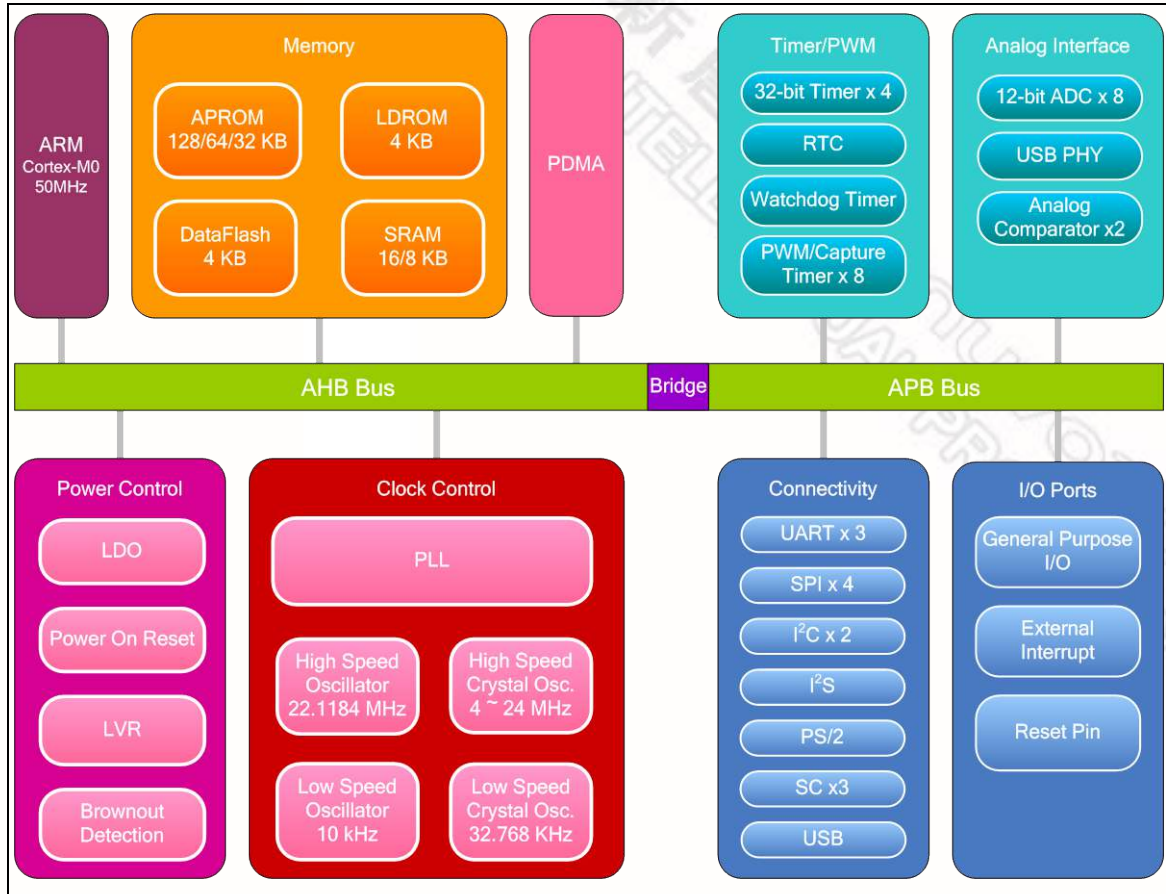 Memory
Timer/PWM
Analog Interface
ARM
Cortex-M0
50MHz
APROM
128/64/32 KB
LDROM
4 KB
DataFlash
4 KB
SRAM
16/8 KB
PDMA
32-bit Timer x 4
RTC
Watchdog Timer
PWM/Capture
Timer x 8
12-bit ADC x 8
USB PHY
Analog
Comparator x2
AHB Bus
Bridge
APB Bus
Power Control
LDO
Power On Reset
LVR
Brownout
Detection
Clock Control
PLL
High Speed
Oscillator
22.1184 MHz
High Speed
Crystal Osc.
4 ~ 24 MHz
Low Speed
Oscillator
10 kHz
Low Speed
Crystal Osc.
32.768 KHz
Connectivity
UART x 3
SPI x 4
I²C x 2
I²S
PS/2
SC x3
USB
I/O Ports
General Purpose
I/O
External
Interrupt
Reset Pin